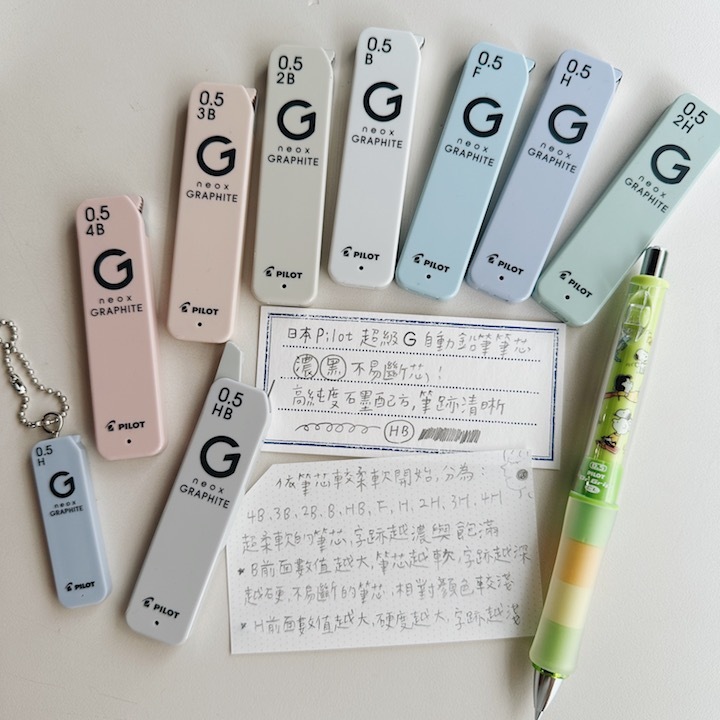 0.5
4B
G
neox
GRAPHITE
PILOT
0.5
3B
G
neox
GRAPHITE
PILOT
0.5
2B
G
neox
GRAPHITE
PILOT
0.5
B
G
neox
GRAPHITE
PILOT
0.5
F
G
neox
GRAPHITE
PILOT
0.5
H
G
neox
GRAPHITE
PILOT
0.5
2H
G
neox
GRAPHITE
PILOT
0.5
H
G
neox
GRAPHITE
PILOT
0.5
HB
G
neox
GRAPHITE
PILOT
日本Pilot 超級G 自動鉛筆筆芯
濃黑不易斷芯!
高純度石墨配方,筆跡清晰
HB
依筆芯較柔軟開始,分為:
4B.3B.2B.B.HB.F.H.2H.3H.4H
超柔軟的筆芯,字跡越濃與飽滿
* B前面數值越大,筆芯越軟,字跡越深
越硬、不易斷的筆芯,相對顏色較淺
* H前面數值越大,硬度越大,字跡越淺
0.5
PILOT